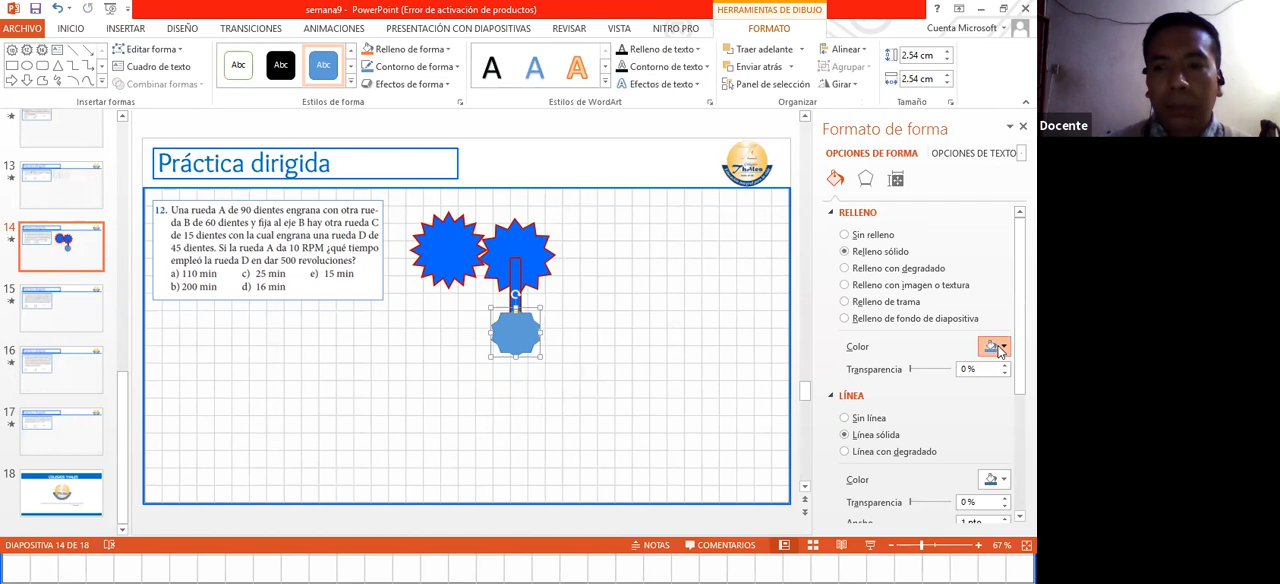 semana9 - PowerPoint (Error de activación de productos)
HERRAMIENTAS DE DIBUJO
ARCHIVO INICIO INSERTAR DISEÑO TRANSICIONES ANIMACIONES PRESENTACIÓN CON DIAPOSITIVAS REVISAR VISTA NITRO PRO FORMATO
Cuenta Microsoft
Editar forma
Cuadro de texto
Combinar formas
Insertar formas
Abc Abc Abc
Relleno de forma
Contorno de forma
Efectos de forma
Estilos de forma
A A A
Relleno de texto
Contorno de texto
Efectos de texto
Estilos de WordArt
Traer adelante
Enviar atrás
Panel de selección
Alinear
Agrupar
Girar
Organizar
2.54 cm
2.54 cm
Tamaño
13
14
15
16
17
18
Práctica dirigida
12. Una rueda A de 90 dientes engrana con otra rue-
da B de 60 dientes y fija al eje B hay otra rueda C
de 15 dientes con la cual engrana una rueda D de
45 dientes. Si la rueda A da 10 RPM ¿qué tiempo
empleó la rueda D en dar 500 revoluciones?
a) 110 min c) 25 min e) 15 min
b) 200 min d) 16 min
Formato de forma
OPCIONES DE FORMA OPCIONES DE TEXTO
RELLENO
Sin relleno
Relleno sólido
Relleno con degradado
Relleno con imagen o textura
Relleno de trama
Relleno de fondo de diapositiva
Color
Transparencia 0 %
LÍNEA
Sin línea
Línea sólida
Línea con degradado
Color
Transparencia 0 %
Ancho 1 pto
DIAPOSITIVA 14 DE 18
NOTAS
COMENTARIOS
67 %
Docente